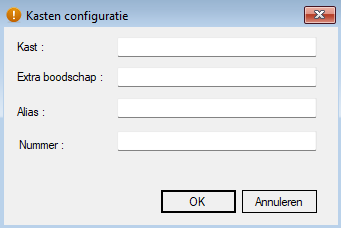 Kasten configuratie
Kast :
Extra boodschap :
Alias :
Nummer :
OK Annuleren